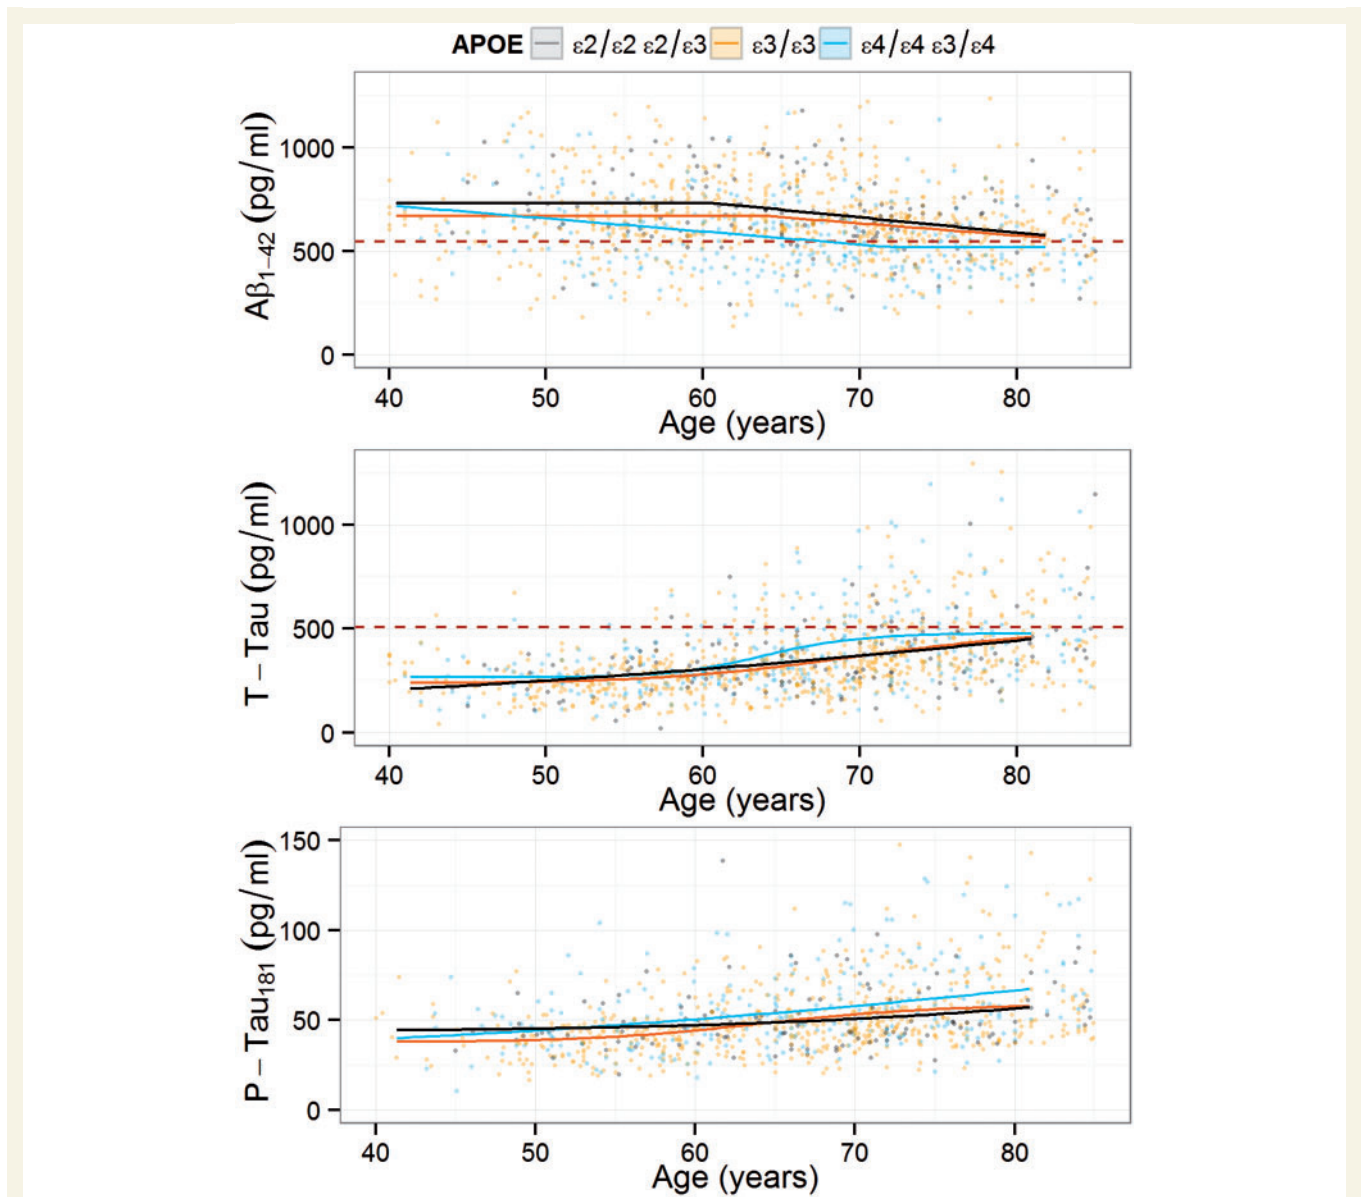 APOE ε2/ε2 ε2/ε3 ε3/ε3 ε4/ε4 ε3/ε4
Aβ1−42 (pg/ml)
1000
500
0
40 50 60 70 80
Age (years)
T − Tau (pg/ml)
1000
500
0
40 50 60 70 80
Age (years)
P − Tau181 (pg/ml)
150
100
50
0
40 50 60 70 80
Age (years)